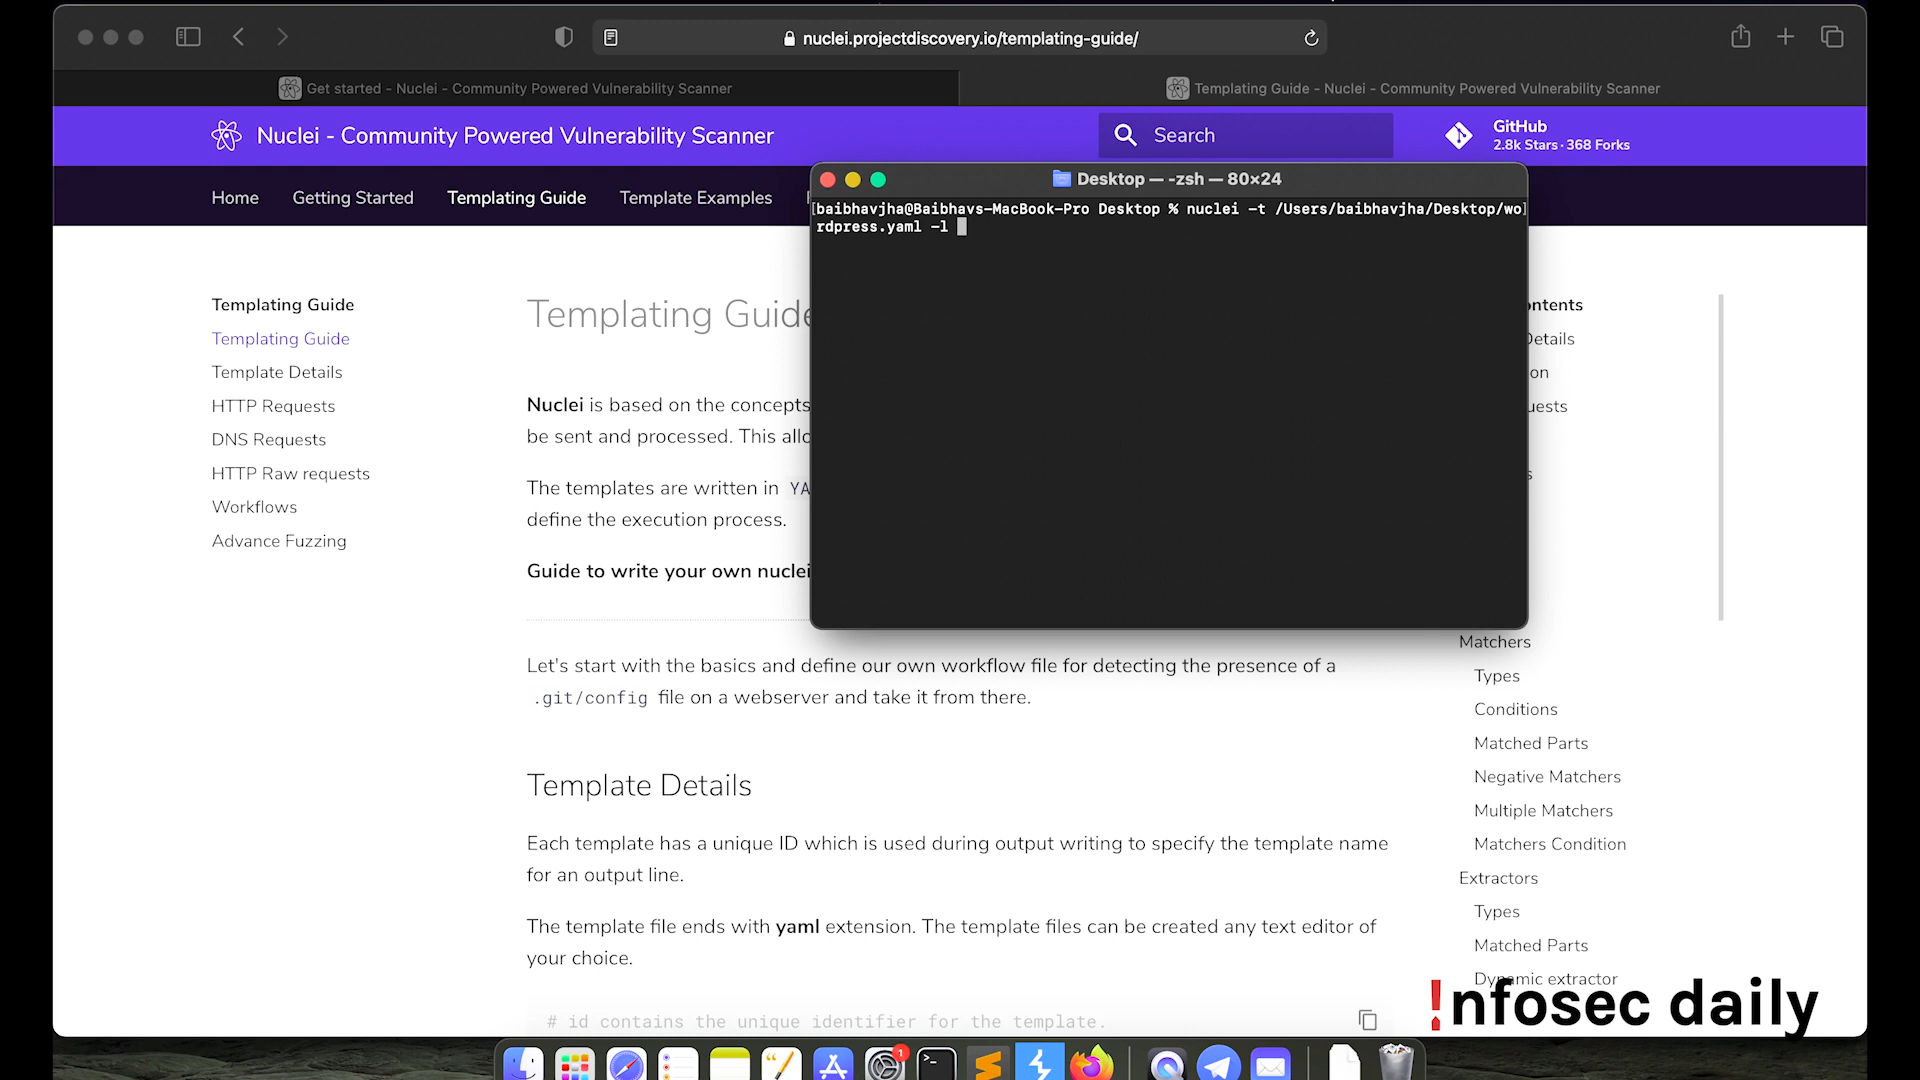 nuclei.projectdiscovery.io/templating-guide/
Get started - Nuclei - Community Powered Vulnerability Scanner
Templating Guide - Nuclei - Community Powered Vulnerability Scanner
Nuclei - Community Powered Vulnerability Scanner
Search
GitHub
2.8k Stars · 368 Forks
Home
Getting Started
Templating Guide
Template Examples
Desktop — -zsh — 80×24
[baibhavjha@Baibhavs-MacBook-Pro Desktop % nuclei -t /Users/baibhavjha/Desktop/wo]
rdpress.yaml -l
Templating Guide
Templating Guide
Template Details
HTTP Requests
DNS Requests
HTTP Raw requests
Workflows
Advance Fuzzing
Templating Guide
Nuclei is based on the concepts
be sent and processed. This allo
The templates are written in YA
define the execution process.
Guide to write your own nuclei
Let's start with the basics and define our own workflow file for detecting the presence of a
.git/config file on a webserver and take it from there.
Template Details
Each template has a unique ID which is used during output writing to specify the template name
for an output line.
The template file ends with yaml extension. The template files can be created any text editor of
your choice.
# id contains the unique identifier for the template.
ontents
Details
on
uests
s
Matchers
Types
Conditions
Matched Parts
Negative Matchers
Multiple Matchers
Matchers Condition
Extractors
Types
Matched Parts
Dynamic extractor
!nfosec daily
1